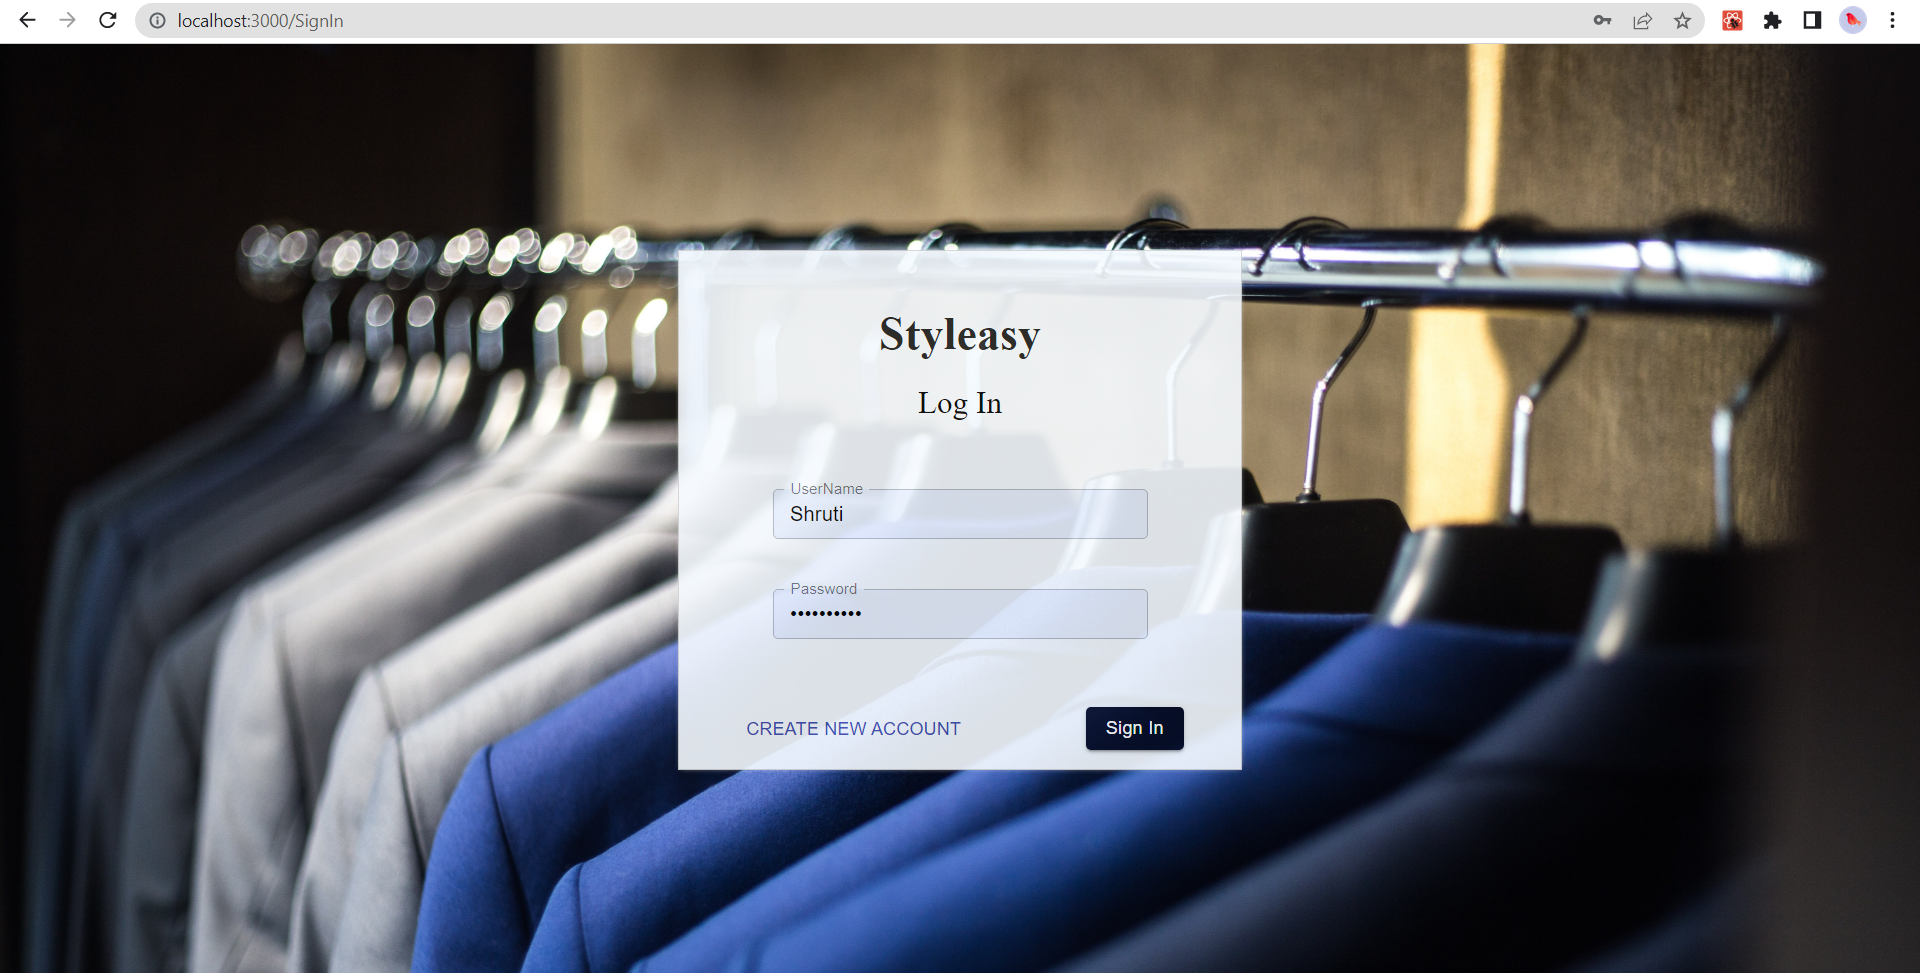 localhost:3000/SignIn
Styleasy
Log In
UserName
Shruti
Password
••••••••••
CREATE NEW ACCOUNT
Sign In